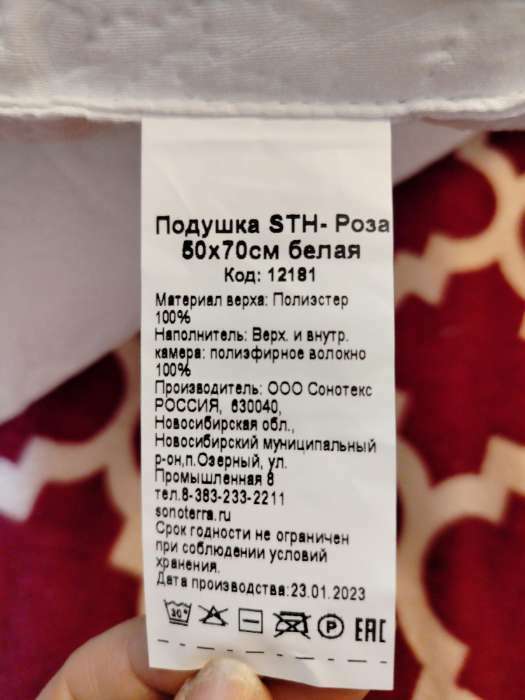 Подушка STH- Роза
50х70см белая
Код: 12181
Материал верха: Полиэстер
100%
Наполнитель: Верх. и внутр.
камера: полиэфирное волокно
100%
Производитель: ООО Сонотекс
РОССИЯ, 630040,
Новосибирская обл.,
Новосибирский муниципальный
р-он,п.Озерный, ул.
Промышленная 8
тел.8-383-233-2211
sonoterra.ru
Срок годности не ограничен
при соблюдении условий
хранения.
Дата производства:23.01.2023
30° P EAC